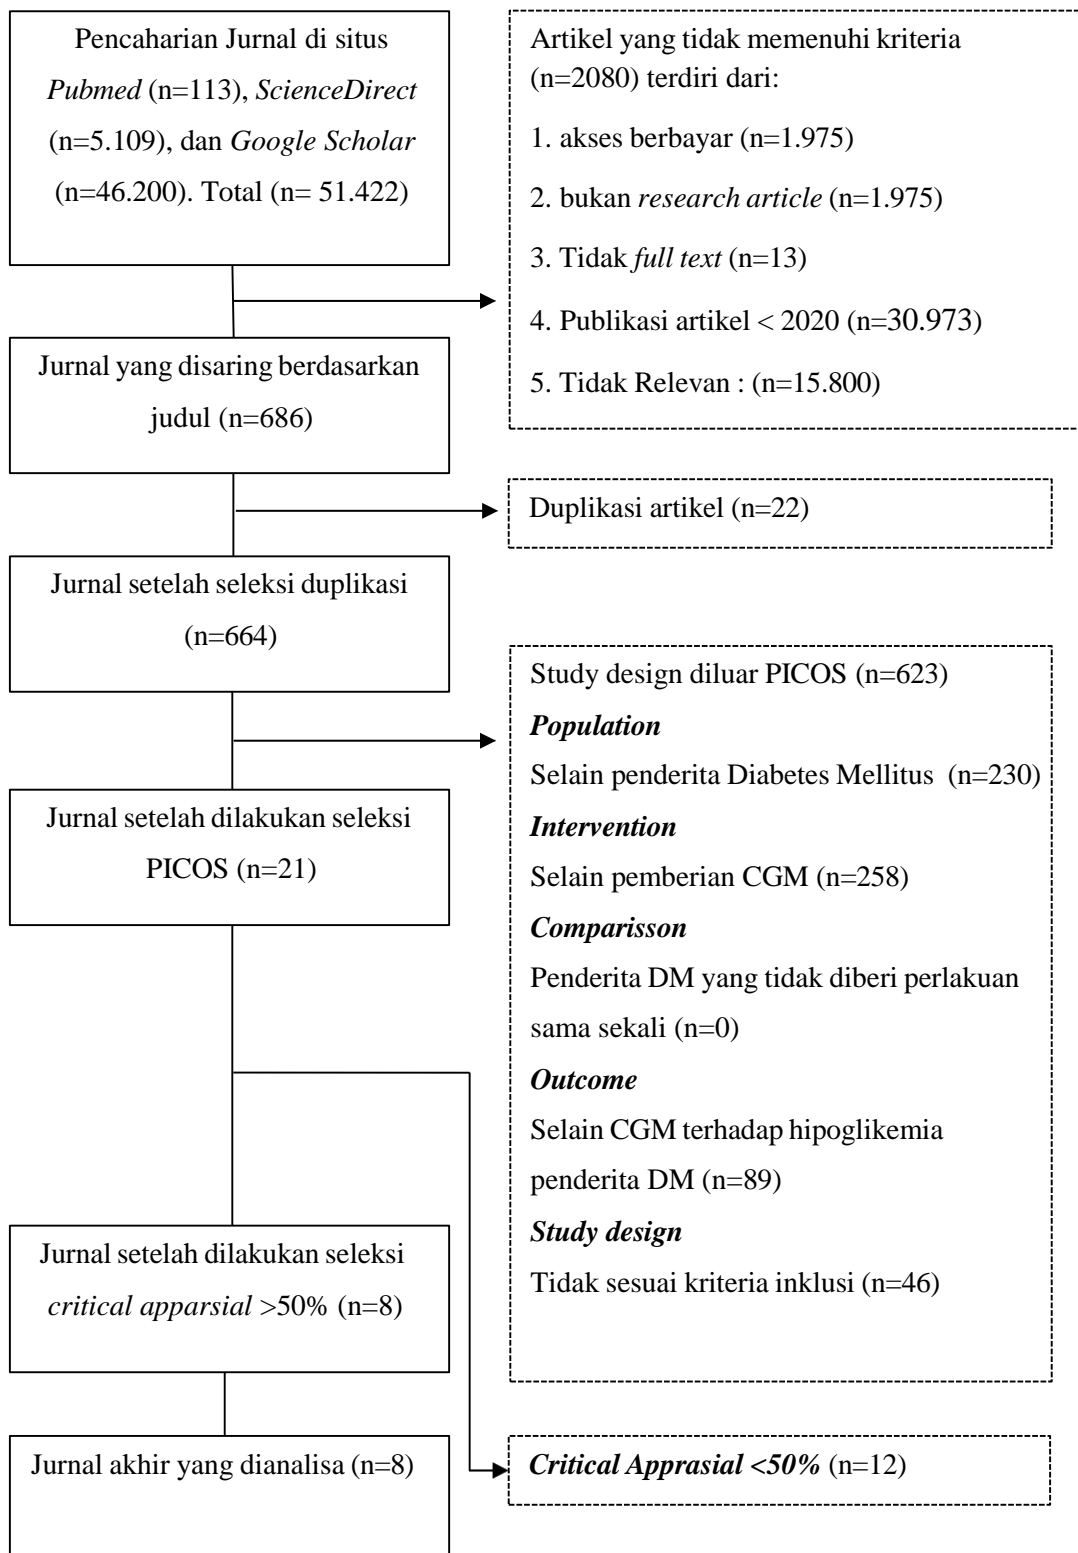 Pencaharian Jurnal di situs
Pubmed (n=113), ScienceDirect
(n=5.109), dan Google Scholar
(n=46.200). Total (n= 51.422)
Artikel yang tidak memenuhi kriteria
(n=2080) terdiri dari:
1. akses berbayar (n=1.975)
2. bukan research article (n=1.975)
3. Tidak full text (n=13)
4. Publikasi artikel < 2020 (n=30.973)
5. Tidak Relevan : (n=15.800)
Jurnal yang disaring berdasarkan
judul (n=686)
Duplikasi artikel (n=22)
Jurnal setelah seleksi duplikasi
(n=664)
Study design diluar PICOS (n=623)
Population
Selain penderita Diabetes Mellitus (n=230)
Intervention
Selain pemberian CGM (n=258)
Comparisson
Penderita DM yang tidak diberi perlakuan
sama sekali (n=0)
Outcome
Selain CGM terhadap hipoglikemia
penderita DM (n=89)
Study design
Tidak sesuai kriteria inklusi (n=46)
Jurnal setelah dilakukan seleksi
PICOS (n=21)
Jurnal setelah dilakukan seleksi
critical apparsial >50% (n=8)
Critical Apprasial <50% (n=12)
Jurnal akhir yang dianalisa (n=8)